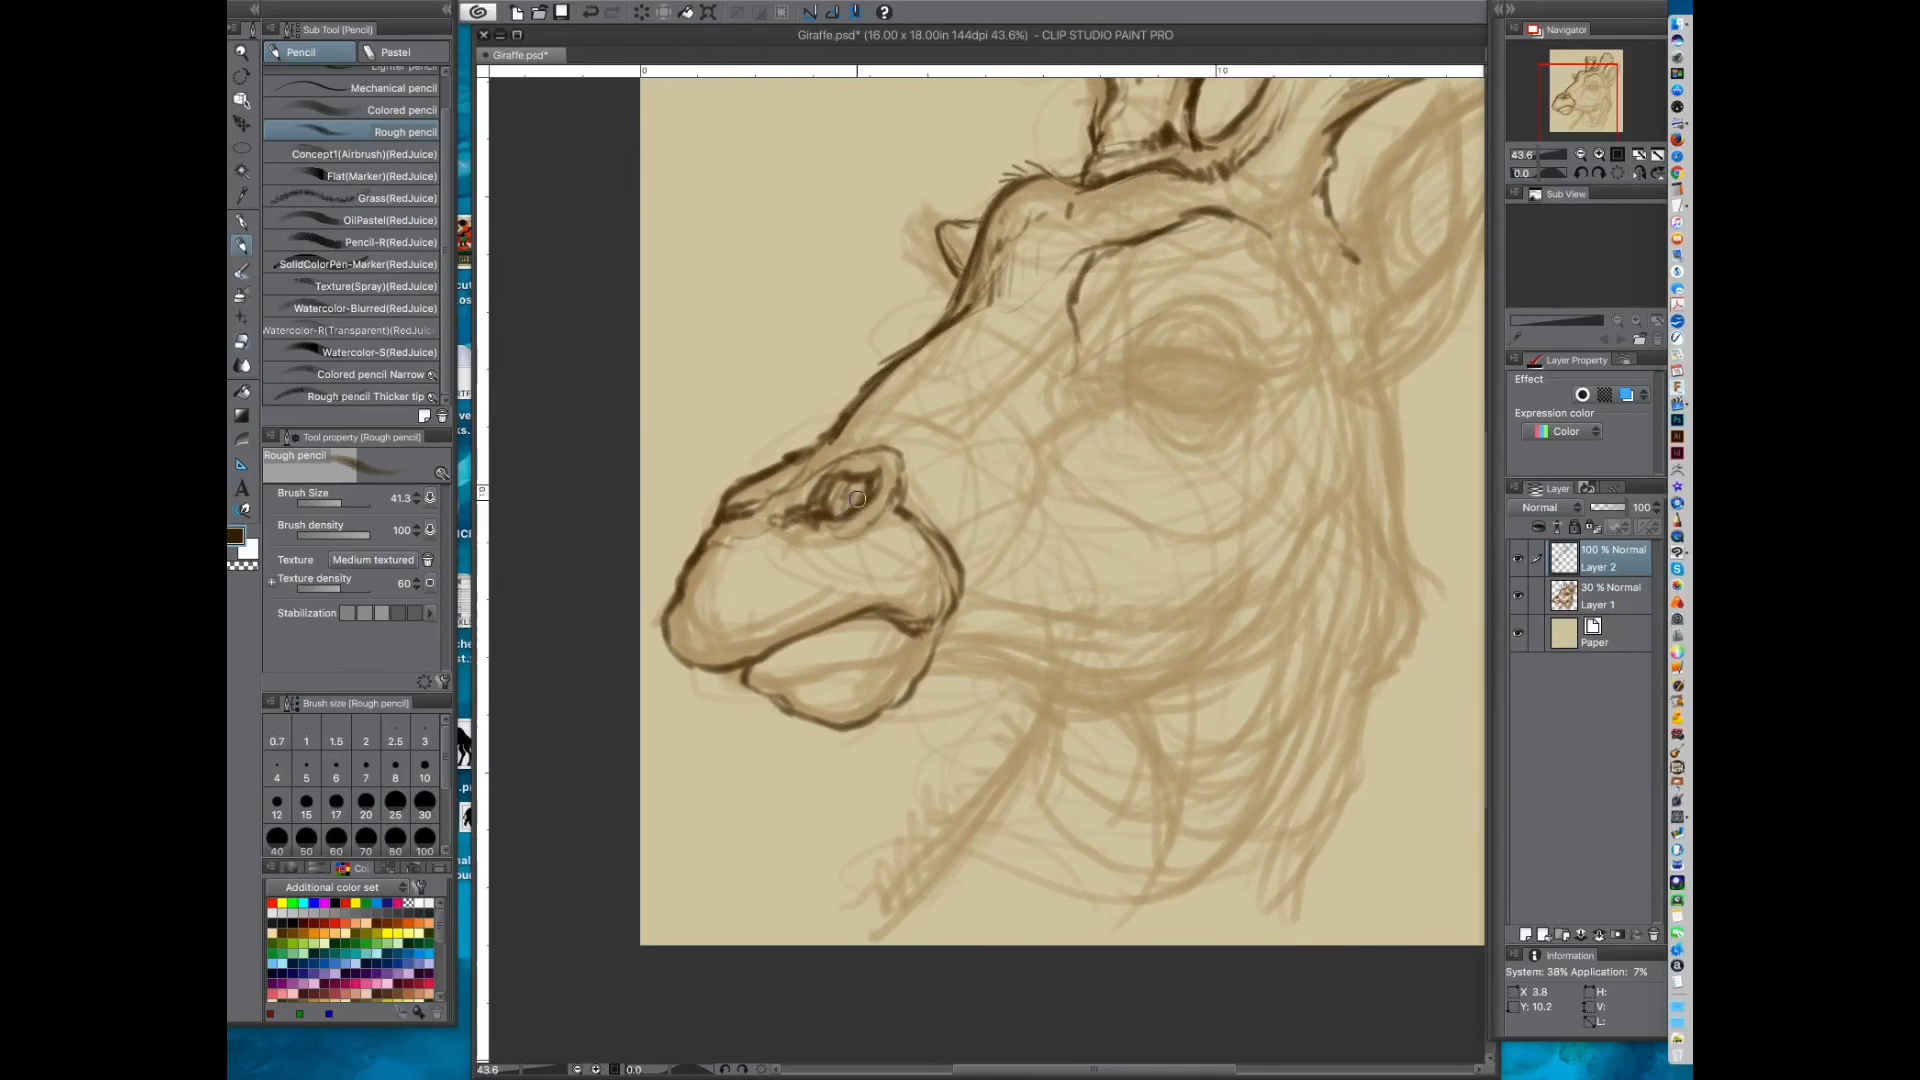 Sub Tool [Pencil]
Pencil
Pastel
Lighter pencil
Mechanical pencil
Colored pencil
Rough pencil
Concept1(Airbrush)(RedJuice)
Flat(Marker)(RedJuice)
Grass(RedJuice)
OilPastel(RedJuice)
Pencil-R(RedJuice)
SolidColorPen-Marker(RedJuice)
Texture(Spray)(RedJuice)
Watercolor-Blurred(RedJuice)
Watercolor-R(Transparent)(RedJuic
Watercolor-S(RedJuice)
Colored pencil Narrow
Rough pencil Thicker tip
Tool property [Rough pencil]
Rough pencil
Brush Size 41.3
Brush density 100
Texture Medium textured
Texture density 60
Stabilization
Brush size [Rough pencil]
0.7 1 1.5 2 2.5 3
4 5 6 7 8 10
12 15 17 20 25 30
40 50 60 70 80 100
Additional color set
Giraffe.psd* (16.00 x 18.00in 144dpi 43.6%) - CLIP STUDIO PAINT PRO
Giraffe.psd*
0 10
43.6 0.0
Navigator
43.6
0.0
Sub View
Layer Property
Effect
Expression color
Color
Layer
Normal 100
100 % Normal
Layer 2
30 % Normal
Layer 1
Paper
Information
System: 38% Application: 7%
X 3.8 H:
Y: 10.2 V:
L: